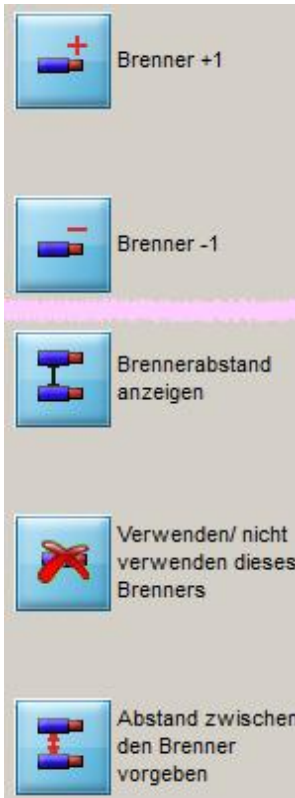 Brenner +1
Brenner -1
Brennerabstand
anzeigen
Verwenden/ nicht
verwenden dieses
Brenners
Abstand zwischen
den Brenner
vorgeben